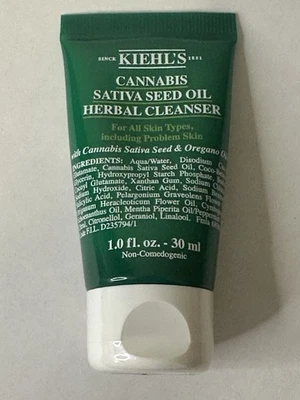 SINCE KIEHL'S 1851
CANNABIS
SATIVA SEED OIL
HERBAL CLEANSER
For All Skin Types,
including Problem Skin
with Cannabis Sativa Seed & Oregano
INGREDIENTS: Aqua/Water, Disodium
Glutamate, Cannabis Sativa Seed Oil,
Hydroxypropyl Starch Phosphate,
Glutamate, Xanthan Gum, Sodium
Sodium Hydroxide, Citric Acid, Sodium
Acid, Pelargonium Graveolens Flower
Heracleoticum Flower Oil,
Oil, Mentha Piperita Oil/Peppermint
Citronellol, Geraniol, Linalool.
F.I.L. D235794/1
1.0 fl. oz. - 30 ml
Non-Comedogenic